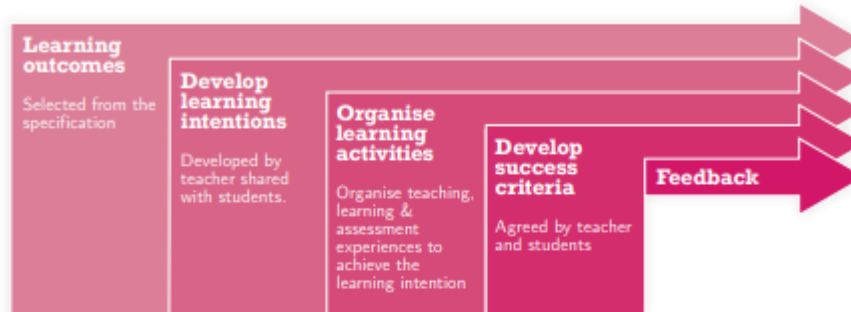 Learning
outcomes
Selected from the
specification
Develop
learning
intentions
Developed by
teacher shared
with students.
Organise
learning
activities
Organise teaching,
learning &
assessment
experiences to
achieve the
learning intention
Develop
success
criteria
Agreed by teacher
and students
Feedback